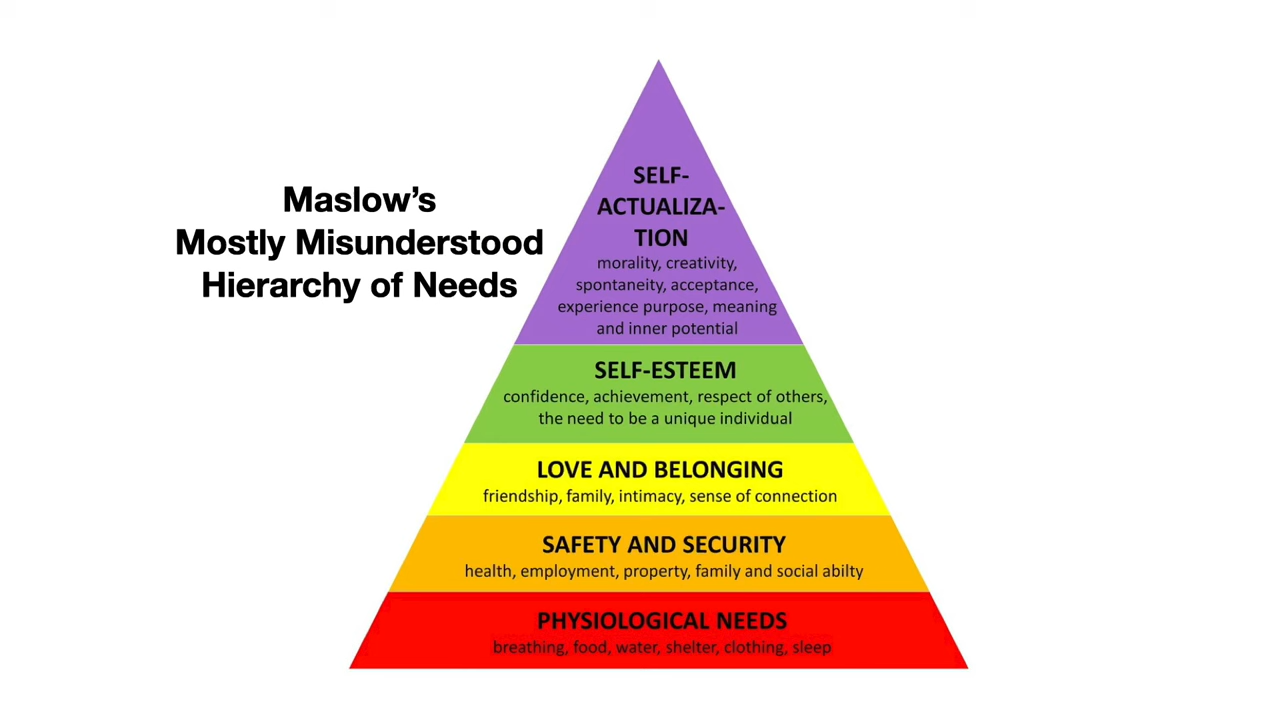 Maslow's
Mostly Misunderstood
Hierarchy of Needs
SELF-
ACTUALIZA-
TION
morality, creativity,
spontaneity, acceptance,
experience purpose, meaning
and inner potential
SELF-ESTEEM
confidence, achievement, respect of others,
the need to be a unique individual
LOVE AND BELONGING
friendship, family, intimacy, sense of connection
SAFETY AND SECURITY
health, employment, property, family and social abilty
PHYSIOLOGICAL NEEDS
breathing, food, water, shelter, clothing, sleep